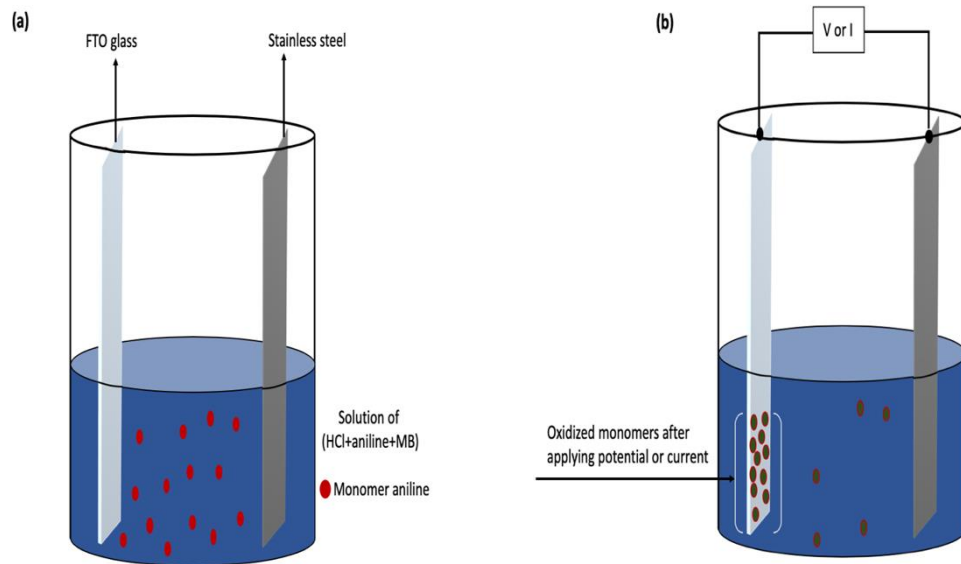 (a)
FTO glass
Stainless steel
Solution of
(HCl+aniline+MB)
Monomer aniline
(b)
V or I
Oxidized monomers after
applying potential or current